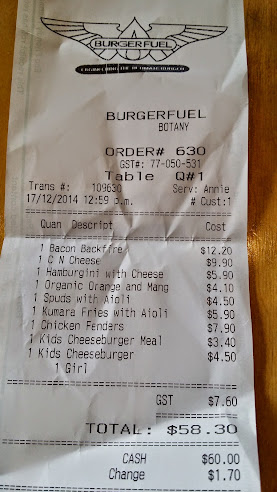 BURGERFUEL
ENGINEERING THE ULTIMATE BURGER
BURGERFUEL
BOTANY
ORDER# 630
GST#: 77-050-531
Table Q#1
Trans #: 109630 Serv: Annie
17/12/2014 12:59 p.m. # Cust:1
Quan Descript Cost
1 Bacon Backfire $12.20
1 C N Cheese $9.90
1 Hamburgini with Cheese $5.90
1 Organic Orange and Mang $4.10
1 Spuds with Aioli $4.50
1 Kumara Fries with Aioli $5.90
1 Chicken Fenders $7.90
1 Kids Cheeseburger Meal $3.40
1 Kids Cheeseburger $4.50
1 Girl
GST $7.60
TOTAL: $58.30
CASH $60.00
Change $1.70